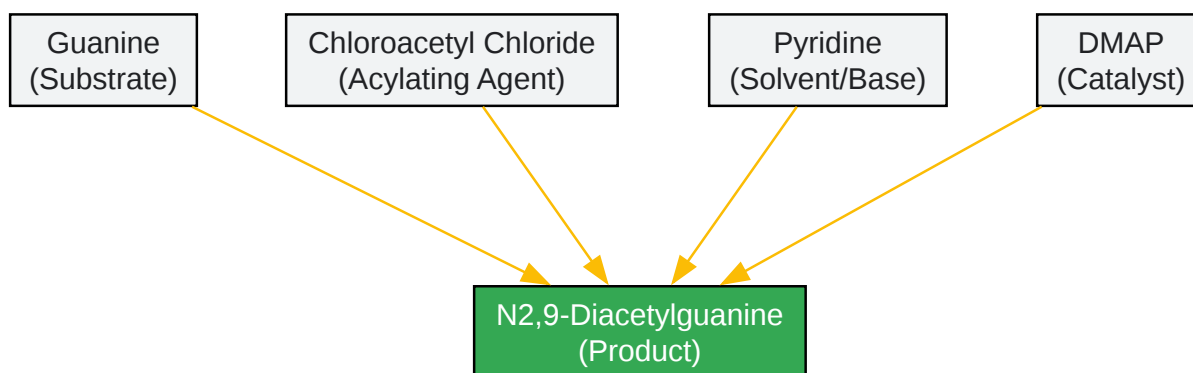 Guanine
(Substrate)
Chloroacetyl Chloride
(Acylating Agent)
Pyridine
(Solvent/Base)
DMAP
(Catalyst)
N2,9-Diacetylguanine
(Product)